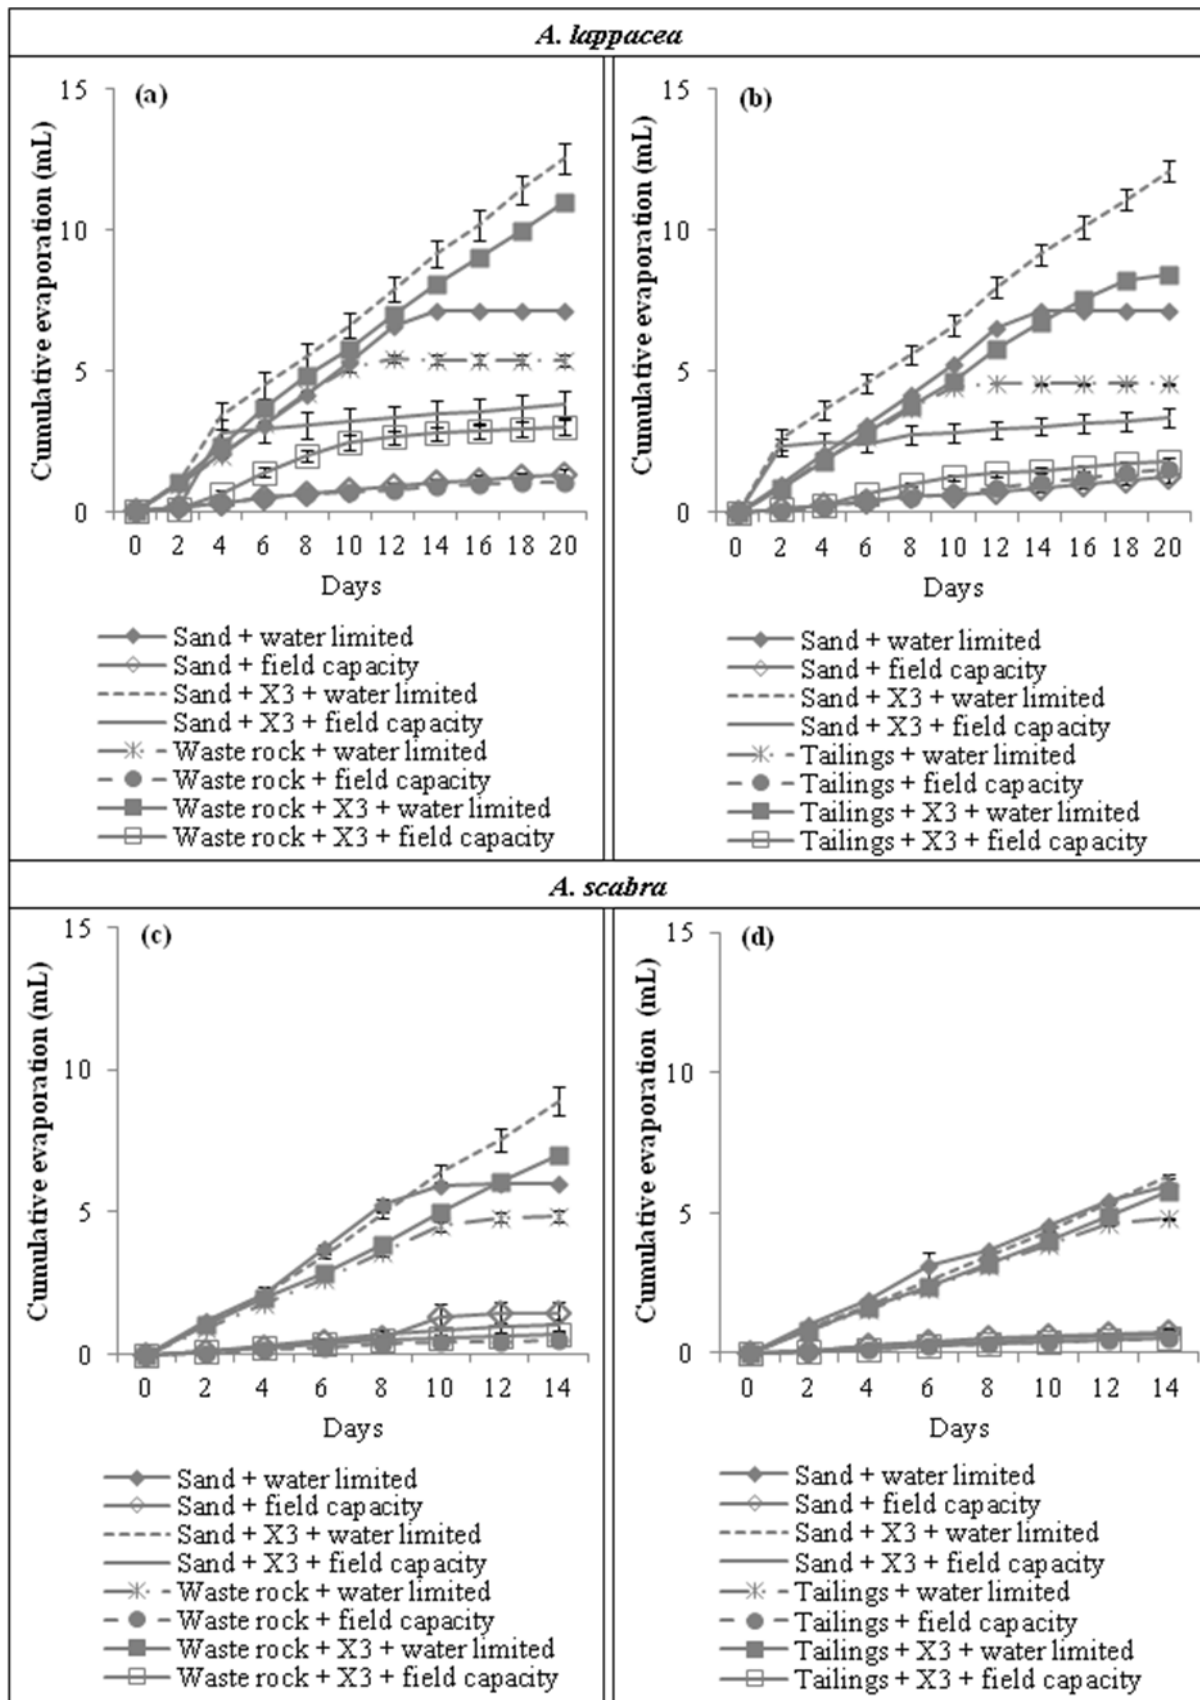 A. lappacea
(a)
Cumulative evaporation (mL)
15
10
5
0
0 2 4 6 8 10 12 14 16 18 20
Days
Sand + water limited
Sand + field capacity
Sand + X3 + water limited
Sand + X3 + field capacity
Waste rock + water limited
Waste rock + field capacity
Waste rock + X3 + water limited
Waste rock + X3 + field capacity
(b)
Cumulative evaporation (mL)
15
10
5
0
0 2 4 6 8 10 12 14 16 18 20
Days
Sand + water limited
Sand + field capacity
Sand + X3 + water limited
Sand + X3 + field capacity
Tailings + water limited
Tailings + field capacity
Tailings + X3 + water limited
Tailings + X3 + field capacity
A. scabra
(c)
Cumulative evaporation (mL)
15
10
5
0
0 2 4 6 8 10 12 14
Days
Sand + water limited
Sand + field capacity
Sand + X3 + water limited
Sand + X3 + field capacity
Waste rock + water limited
Waste rock + field capacity
Waste rock + X3 + water limited
Waste rock + X3 + field capacity
(d)
Cumulative evaporation (mL)
15
10
5
0
0 2 4 6 8 10 12 14
Days
Sand + water limited
Sand + field capacity
Sand + X3 + water limited
Sand + X3 + field capacity
Tailings + water limited
Tailings + field capacity
Tailings + X3 + water limited
Tailings + X3 + field capacity